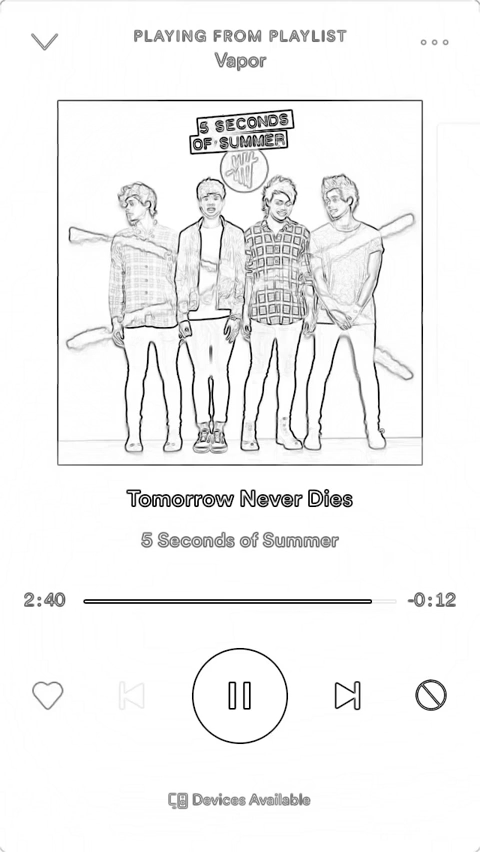 PLAYING FROM PLAYLIST
Vapor
5 SECONDS
OF SUMMER
Tomorrow Never Dies
5 Seconds of Summer
2:40
-0:12
Devices Available